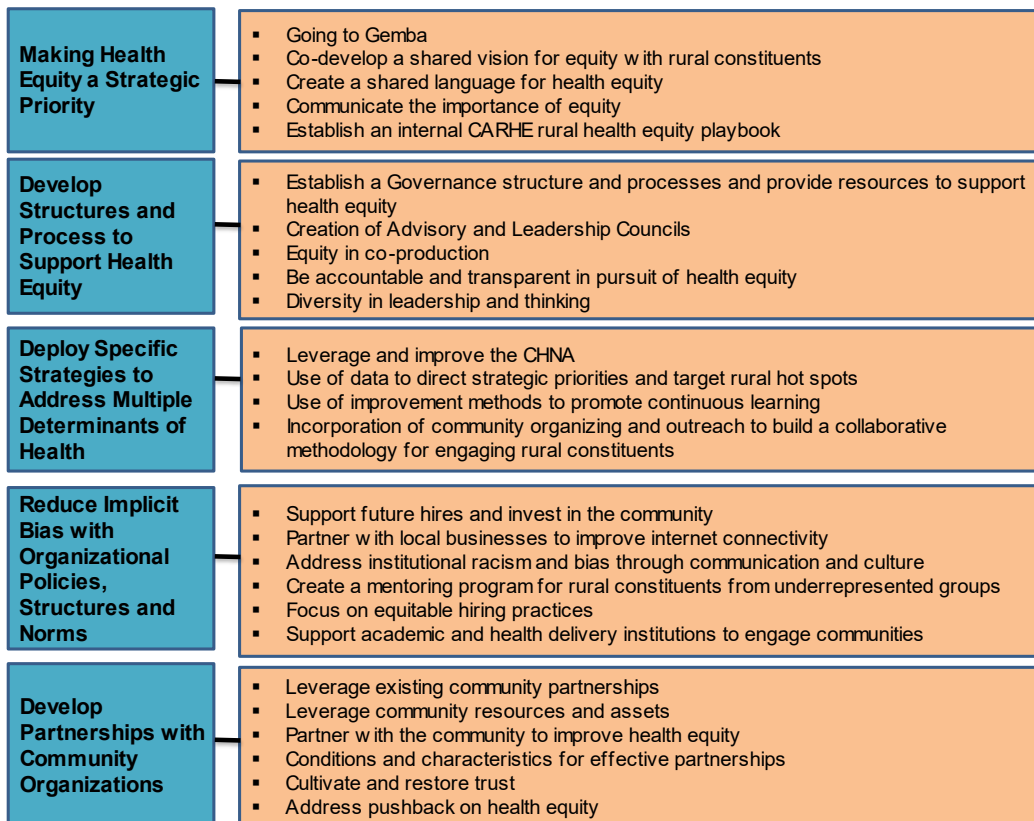 Making Health
Equity a Strategic
Priority
▪ Going to Gemba
▪ Co-develop a shared vision for equity with rural constituents
▪ Create a shared language for health equity
▪ Communicate the importance of equity
▪ Establish an internal CARHE rural health equity playbook
Develop
Structures and
Process to
Support Health
Equity
▪ Establish a Governance structure and processes and provide resources to support
health equity
▪ Creation of Advisory and Leadership Councils
▪ Equity in co-production
▪ Be accountable and transparent in pursuit of health equity
▪ Diversity in leadership and thinking
Deploy Specific
Strategies to
Address Multiple
Determinants of
Health
▪ Leverage and improve the CHNA
▪ Use of data to direct strategic priorities and target rural hot spots
▪ Use of improvement methods to promote continuous learning
▪ Incorporation of community organizing and outreach to build a collaborative
methodology for engaging rural constituents
Reduce Implicit
Bias with
Organizational
Policies,
Structures and
Norms
▪ Support future hires and invest in the community
▪ Partner with local businesses to improve internet connectivity
▪ Address institutional racism and bias through communication and culture
▪ Create a mentoring program for rural constituents from underrepresented groups
▪ Focus on equitable hiring practices
▪ Support academic and health delivery institutions to engage communities
Develop
Partnerships with
Community
Organizations
▪ Leverage existing community partnerships
▪ Leverage community resources and assets
▪ Partner with the community to improve health equity
▪ Conditions and characteristics for effective partnerships
▪ Cultivate and restore trust
▪ Address pushback on health equity